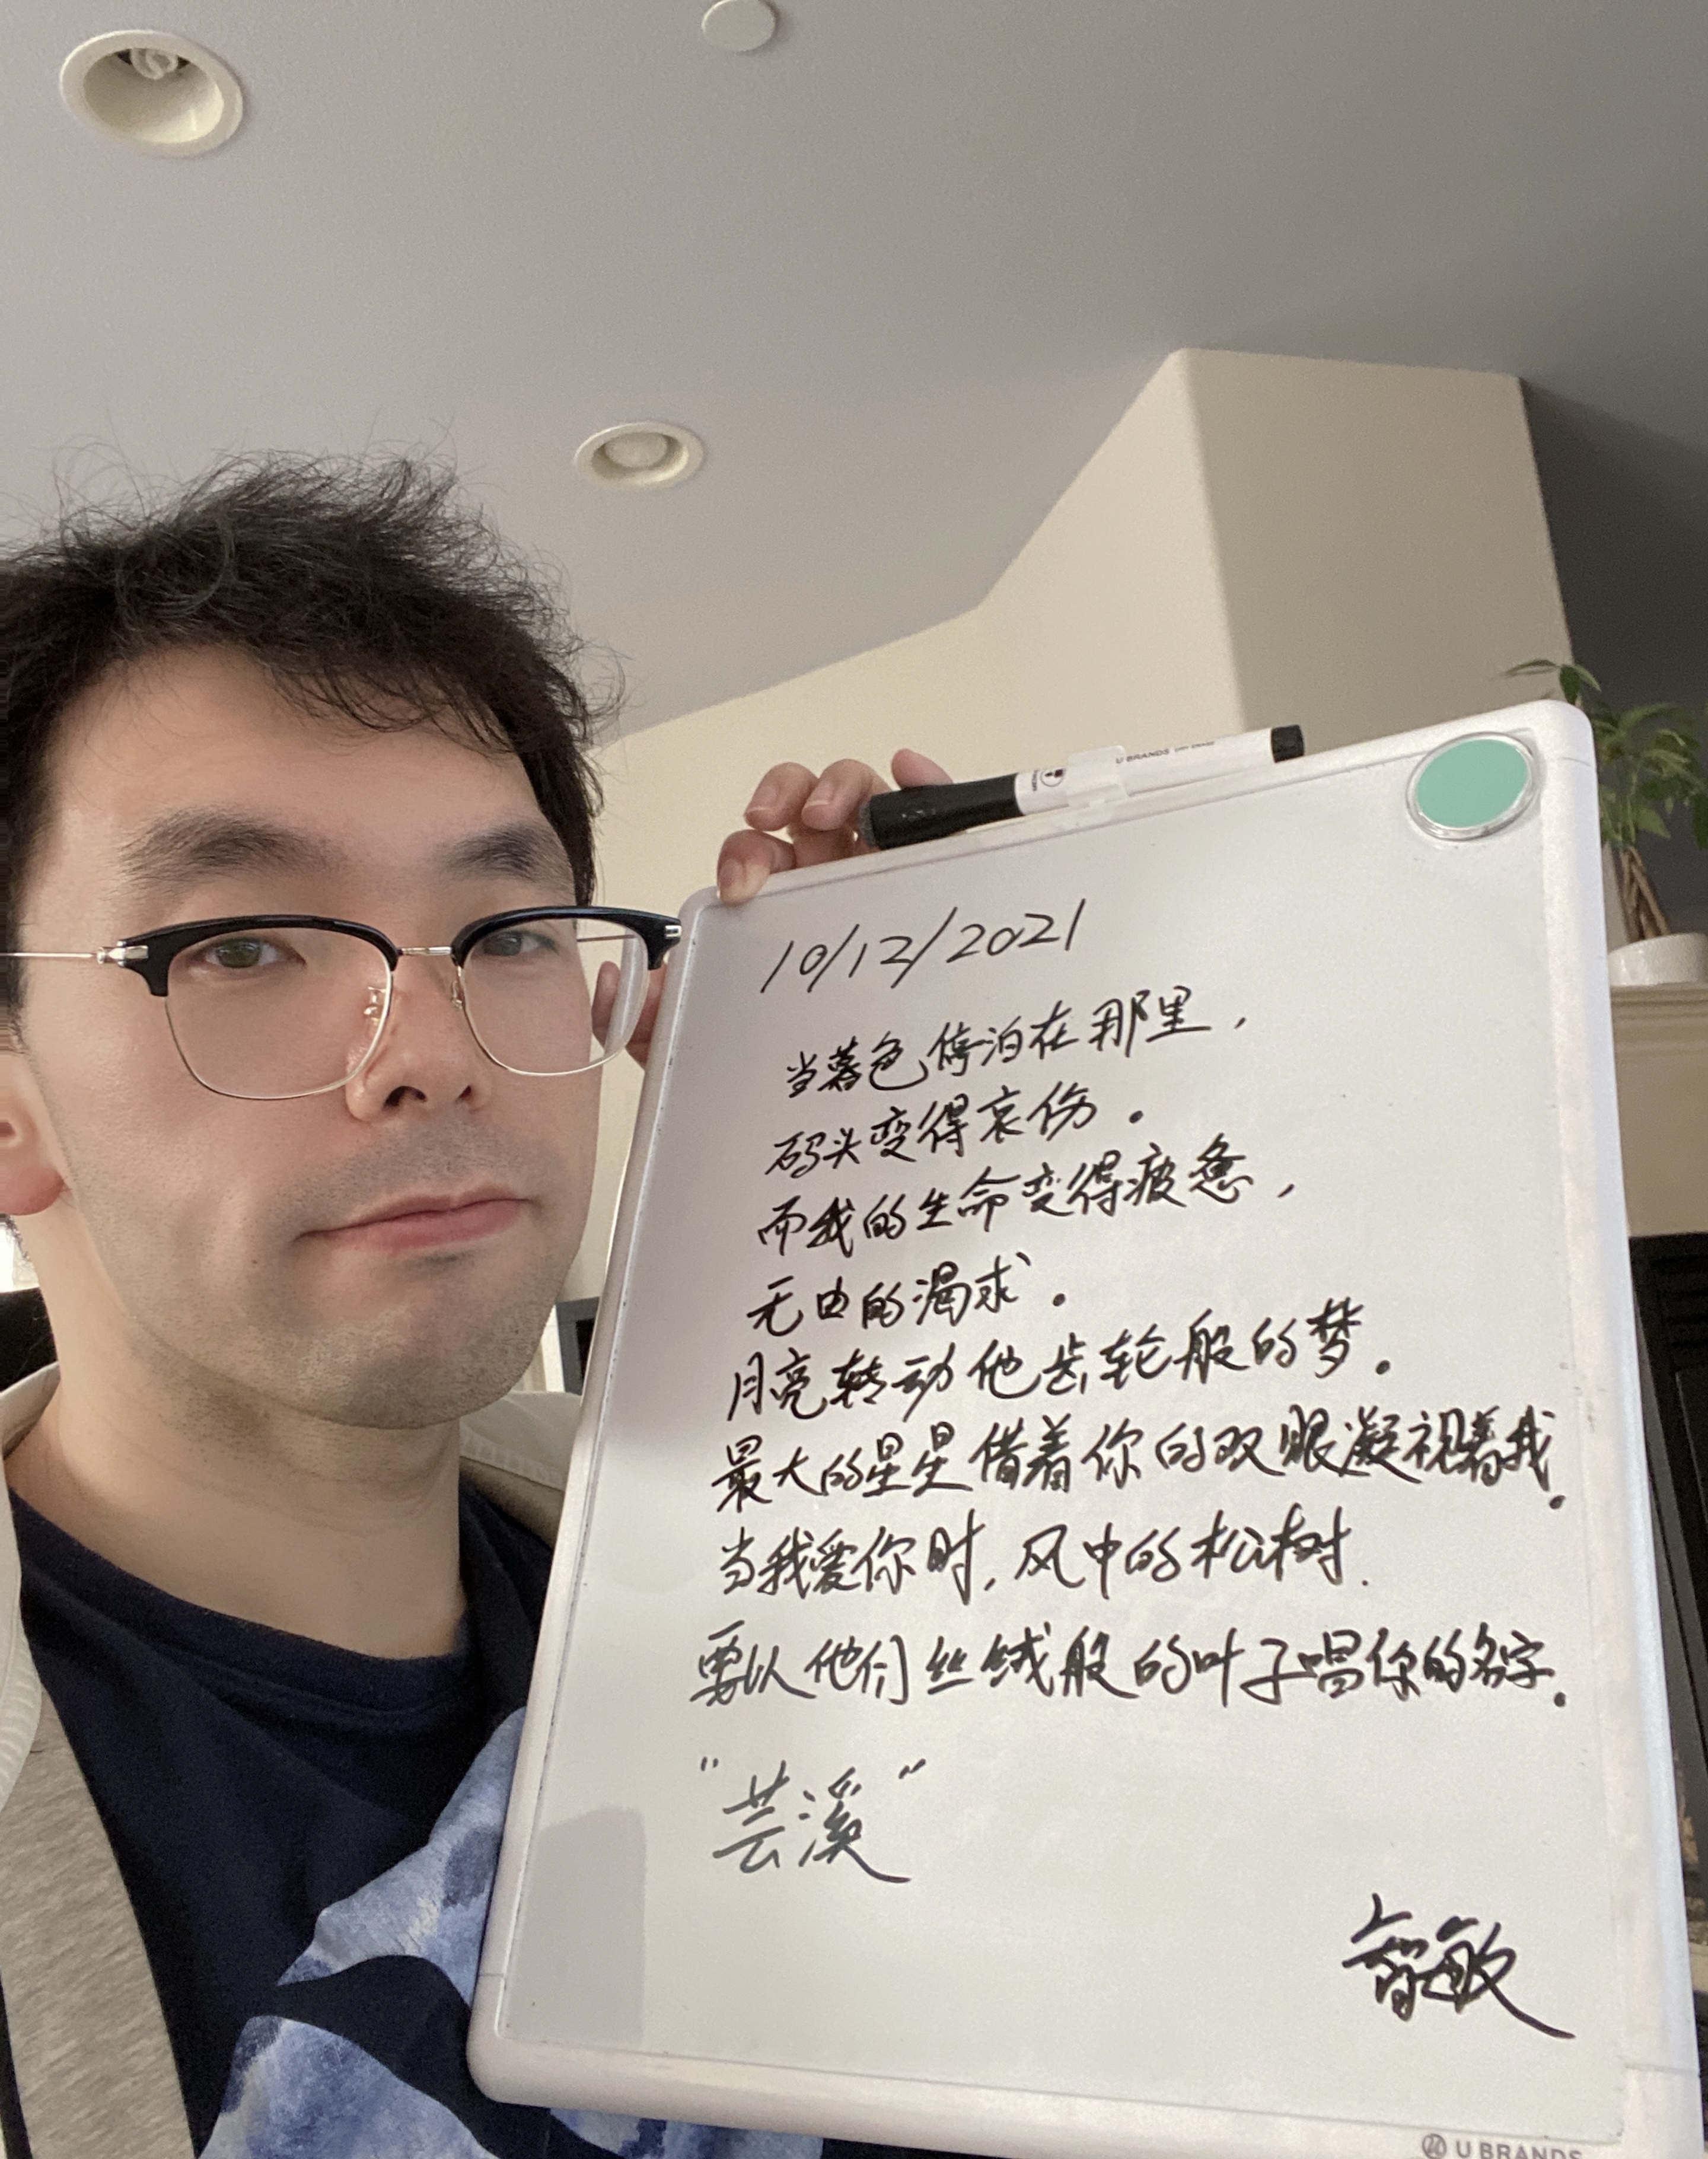 U BRANDS
10/12/2021
当暮色停泊在那里,
码头变得哀伤。
而我的生命变得疲惫,
无由的渴求。
月亮转动他齿轮般的梦。
最大的星星借着你的双眼凝视着我。
当我爱你时,风中的松树.
要以他们丝绒般的叶子唱你的名字。
"芸溪"
智敏
U BRANDS